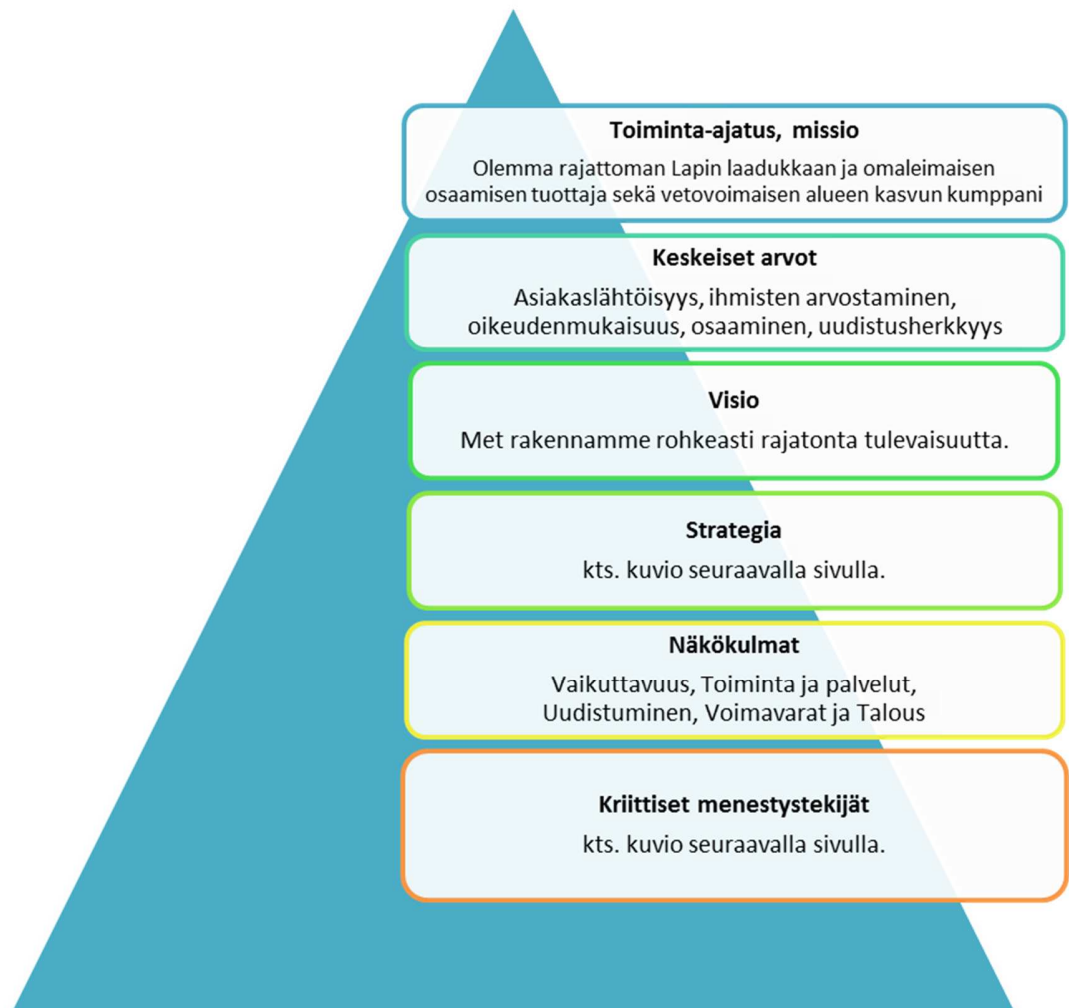 Toiminta-ajatus, missio
Olemma rajattoman Lapin laadukkaan ja omaleimaisen
osaamisen tuottaja sekä vetovoimaisen alueen kasvun kumppani
Keskeiset arvot
Asiakaslähtöisyys, ihmisten arvostaminen,
oikeudenmukaisuus, osaaminen, uudistusherkkyys
Visio
Met rakennamme rohkeasti rajatonta tulevaisuutta.
Strategia
kts. kuvio seuraavalla sivulla.
Näkökulmat
Vaikuttavuus, Toiminta ja palvelut,
Uudistuminen, Voimavarat ja Talous
Kriittiset menestystekijät
kts. kuvio seuraavalla sivulla.